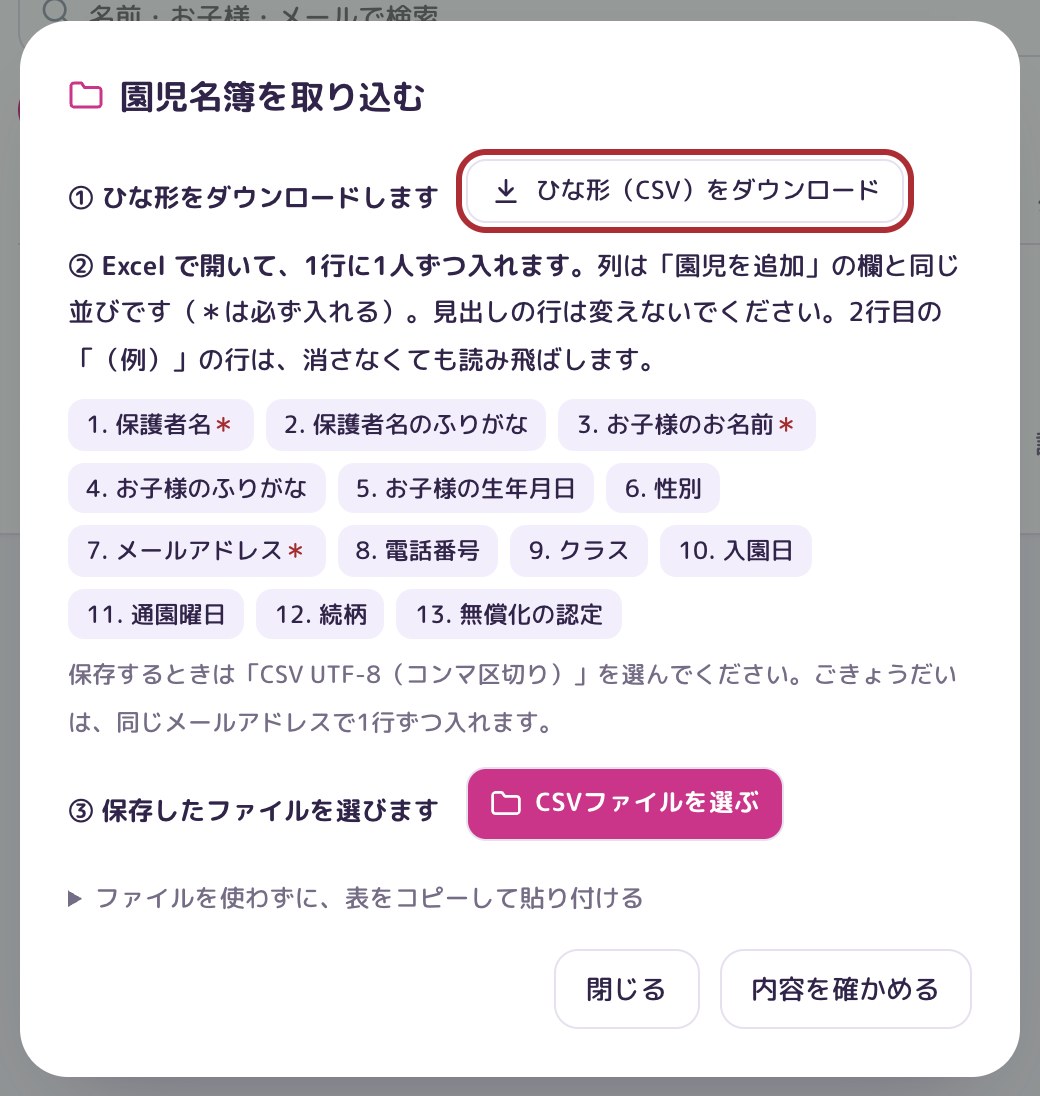 名前・お子様・メールで検索
園児名簿を取り込む
① ひな形をダウンロードします
ひな形（CSV）をダウンロード
② Excel で開いて、1行に1人ずつ入れます。列は「園児を追加」の欄と同じ
並びです（＊は必ず入れる）。見出しの行は変えないでください。2行目の
「（例）」の行は、消さなくても読み飛ばします。
1. 保護者名＊ 2. 保護者名のふりがな 3. お子様のお名前＊
4. お子様のふりがな 5. お子様の生年月日 6. 性別
7. メールアドレス＊ 8. 電話番号 9. クラス 10. 入園日
11. 通園曜日 12. 続柄 13. 無償化の認定
保存するときは「CSV UTF-8（コンマ区切り）」を選んでください。ごきょうだい
は、同じメールアドレスで1行ずつ入れます。
③ 保存したファイルを選びます
CSVファイルを選ぶ
▶ ファイルを使わずに、表をコピーして貼り付ける
閉じる 内容を確かめる